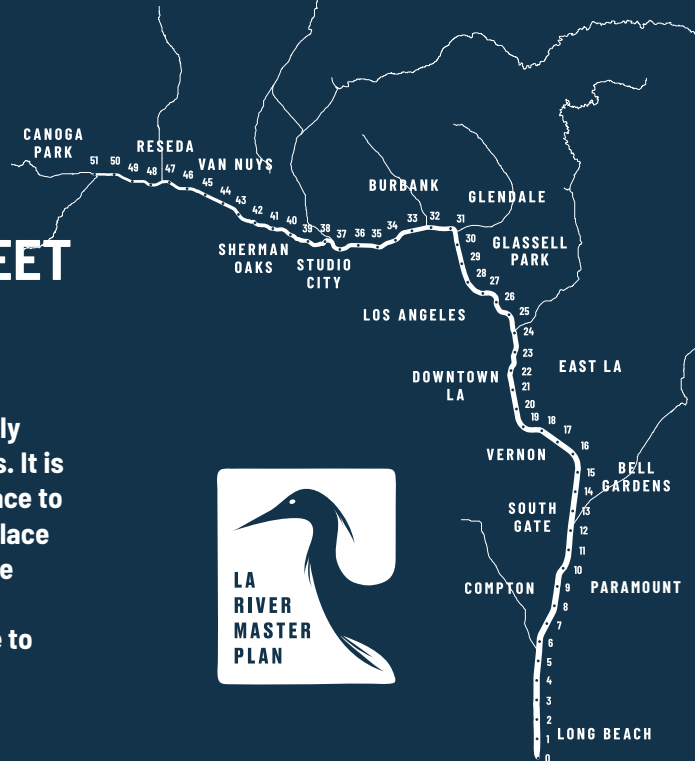 CANOGA
PARK
RESEDA
VAN NUYS
51 50 49 48 47 46 45 44 43 42 41 40 39 38 37 36 35 34 33 32 31
BURBANK
GLENDALE
SHERMAN
OAKS
STUDIO
CITY
GLASSELL
PARK
30
29
28
27
26
25
24
23
22
21
20
19
18
17
16
15
14
13
12
11
10
9
8
7
6
5
4
3
2
1
0
LOS ANGELES
EAST LA
DOWNTOWN
LA
VERNON
BELL
GARDENS
SOUTH
GATE
COMPTON
PARAMOUNT
LONG BEACH
EET
ly
s. It is
ace to
lace
e
e to
LA
RIVER
MASTER
PLAN